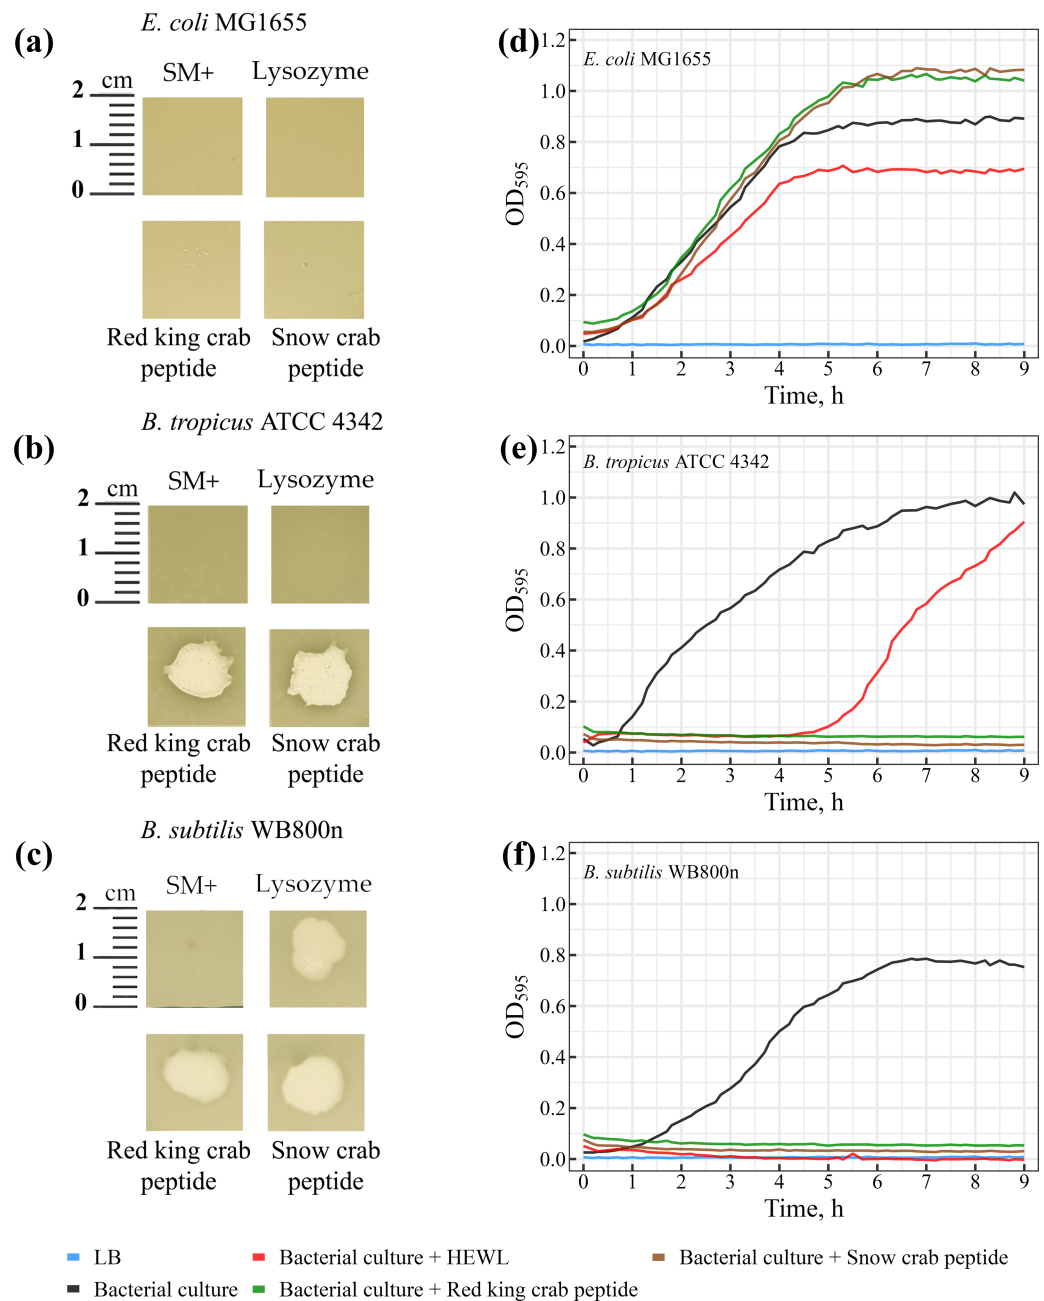 (a)
E. coli MG1655
cm
SM+
Lysozyme
2
1
0
Red king crab
peptide
Snow crab
peptide
(d)
E. coli MG1655
OD595
1.2
1.0
0.8
0.6
0.4
0.2
0.0
0 1 2 3 4 5 6 7 8 9
Time, h
(b)
B. tropicus ATCC 4342
cm
SM+
Lysozyme
2
1
0
Red king crab
peptide
Snow crab
peptide
(e)
B. tropicus ATCC 4342
OD595
1.2
1.0
0.8
0.6
0.4
0.2
0.0
0 1 2 3 4 5 6 7 8 9
Time, h
(c)
B. subtilis WB800n
cm
SM+
Lysozyme
2
1
0
Red king crab
peptide
Snow crab
peptide
(f)
B. subtilis WB800n
OD595
1.2
1.0
0.8
0.6
0.4
0.2
0.0
0 1 2 3 4 5 6 7 8 9
Time, h
LB
Bacterial culture + HEWL
Bacterial culture + Snow crab peptide
Bacterial culture
Bacterial culture + Red king crab peptide